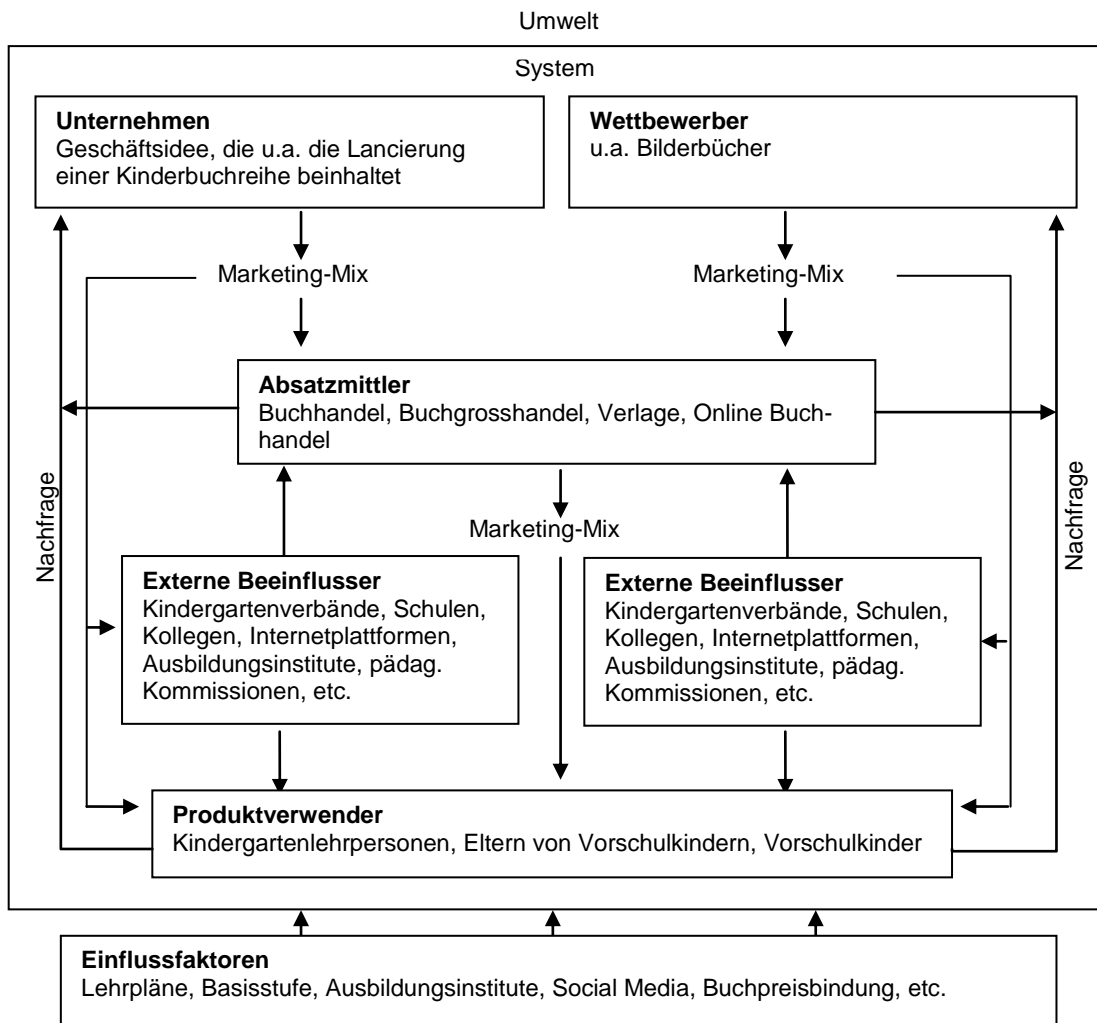 Umwelt
System
Unternehmen
Geschäftsidee, die u.a. die Lancierung
einer Kinderbuchreihe beinhaltet
Wettbewerber
u.a. Bilderbücher
Marketing-Mix
Marketing-Mix
Absatzmittler
Buchhandel, Buchgrosshandel, Verlage, Online Buch-
handel
Nachfrage
Nachfrage
Marketing-Mix
Externe Beeinflusser
Kindergartenverbände, Schulen,
Kollegen, Internetplattformen,
Ausbildungsinstitute, pädag.
Kommissionen, etc.
Externe Beeinflusser
Kindergartenverbände, Schulen,
Kollegen, Internetplattformen,
Ausbildungsinstitute, pädag.
Kommissionen, etc.
Produktverwender
Kindergartenlehrpersonen, Eltern von Vorschulkindern, Vorschulkinder
Einflussfaktoren
Lehrpläne, Basisstufe, Ausbildungsinstitute, Social Media, Buchpreisbindung, etc.